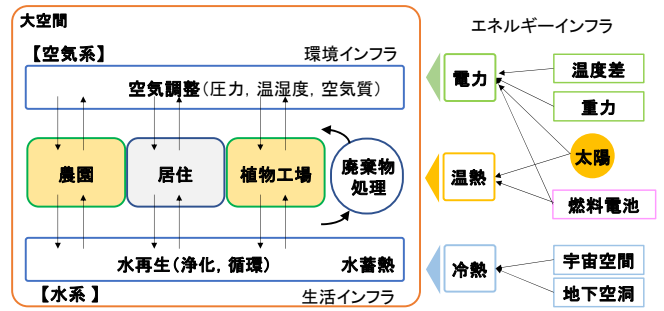 大空間
エネルギーインフラ
【空気系】
環境インフラ
空気調整（圧力，温湿度，空気質）
電力
温度差
重力
農園
居住
植物工場
廃棄物
処理
温熱
太陽
燃料電池
水再生（浄化，循環）
水蓄熱
冷熱
宇宙空間
地下空洞
【水系 】
生活インフラ